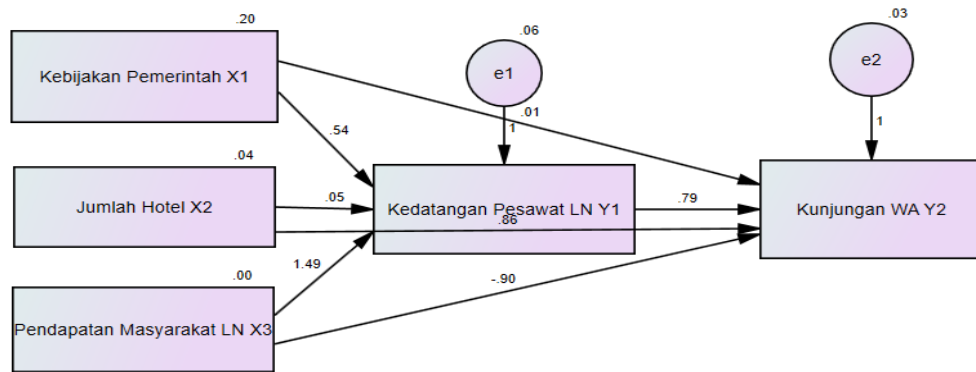 .20
Kebijakan Pemerintah X1
.06
e1
.03
e2
.01
1
1
.54
.04
Jumlah Hotel X2
.05
Kedatangan Pesawat LN Y1
.79
.86
Kunjungan WA Y2
.00
1.49
-.90
Pendapatan Masyarakat LN X3